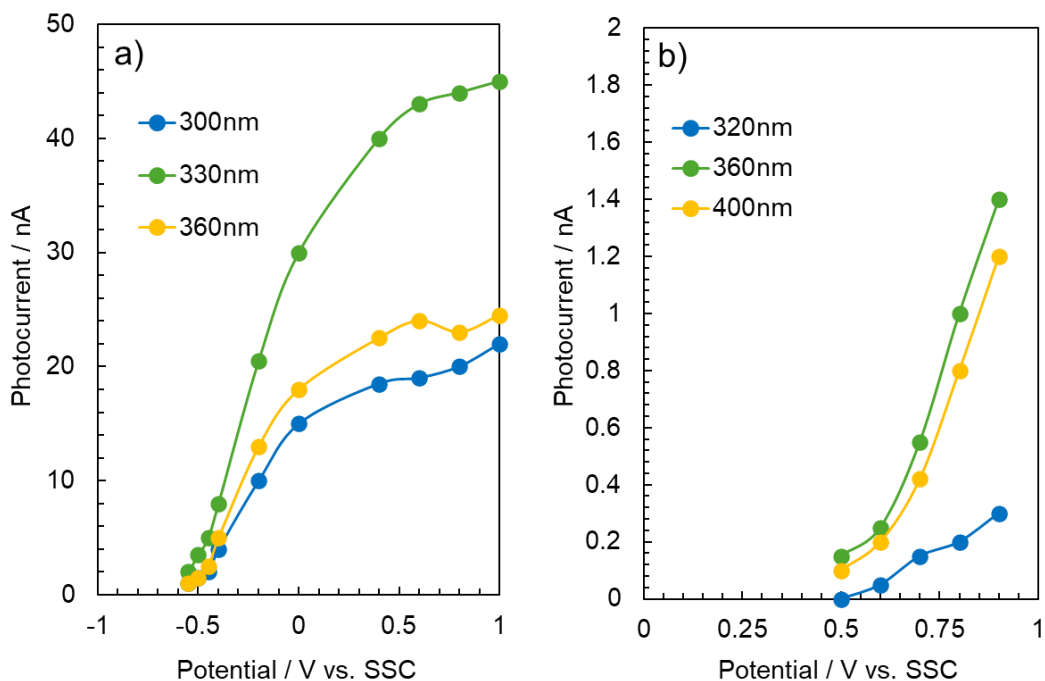 a)
300nm
330nm
360nm
50
40
30
20
10
0
-1
-0.5
0
0.5
1
Photocurrent / nA
Potential / V vs. SSC
b)
320nm
360nm
400nm
2
1.8
1.6
1.4
1.2
1
0.8
0.6
0.4
0.2
0
0
0.25
0.5
0.75
1
Photocurrent / nA
Potential / V vs. SSC